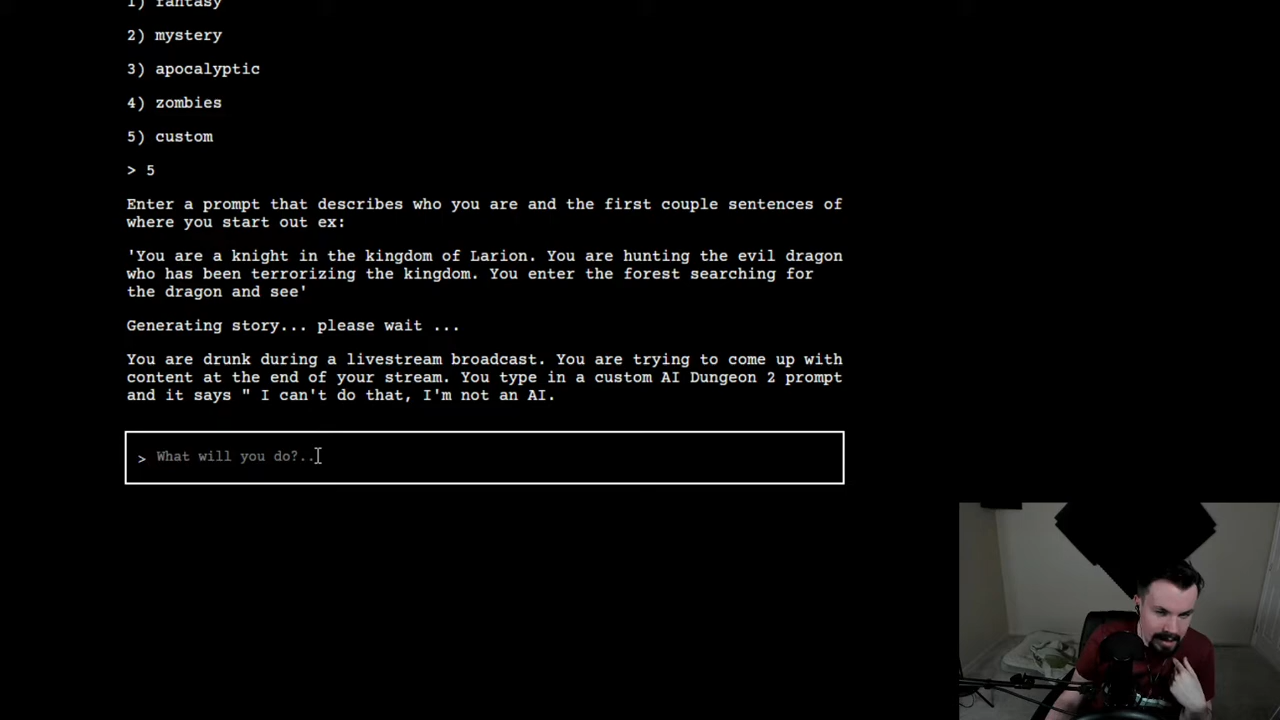 1) fantasy
2) mystery
3) apocalyptic
4) zombies
5) custom
> 5
Enter a prompt that describes who you are and the first couple sentences of
where you start out ex:
'You are a knight in the kingdom of Larion. You are hunting the evil dragon
who has been terrorizing the kingdom. You enter the forest searching for
the dragon and see'
Generating story... please wait ...
You are drunk during a livestream broadcast. You are trying to come up with
content at the end of your stream. You type in a custom AI Dungeon 2 prompt
and it says " I can't do that, I'm not an AI.
> What will you do?...